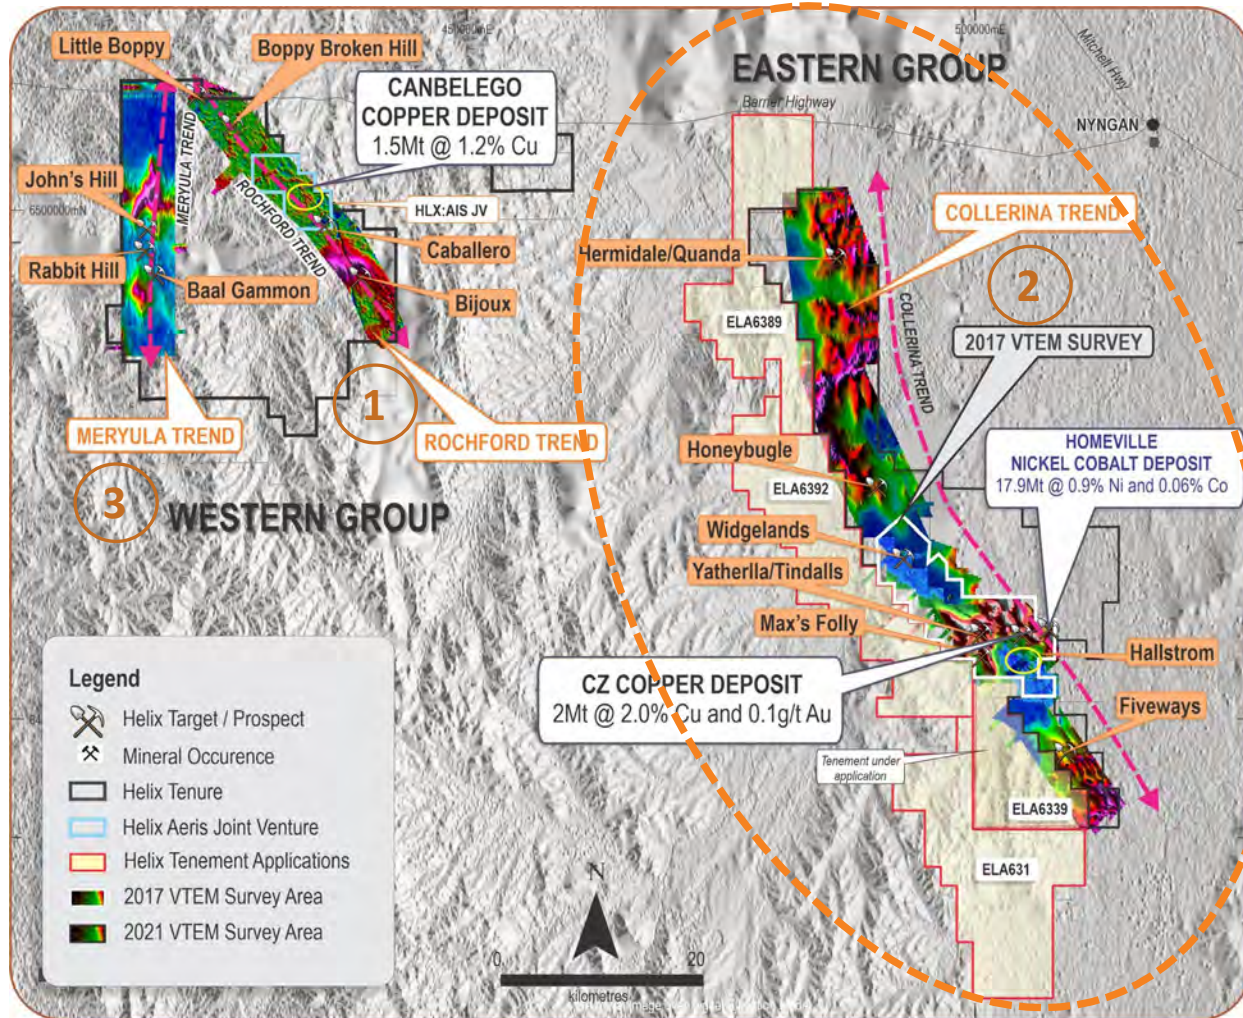 450000mE
500000mE
Little Boppy
Boppy Broken Hill
CANBELEGO
COPPER DEPOSIT
1.5Mt @ 1.2% Cu
EASTERN GROUP
Barrier Highway
Mitchell Hwy
NYNGAN
MERYULA TREND
John's Hill
6500000mN
ROCHFORD TREND
HLX:AIS JV
Caballero
Rabbit Hill
Baal Gammon
Bijoux
MERYULA TREND
1
ROCHFORD TREND
3
WESTERN GROUP
COLLERINA TREND
Hermidale/Quanda
2
ELA6389
COLLERINA TREND
2017 VTEM SURVEY
HOMEVILLE
NICKEL COBALT DEPOSIT
17.9Mt @ 0.9% Ni and 0.06% Co
Honeybugle
ELA6392
Widgelands
Yatherlla/Tindalls
Max's Folly
Hallstrom
CZ COPPER DEPOSIT
2Mt @ 2.0% Cu and 0.1g/t Au
Fiveways
Tenement under
application
ELA6339
ELA631
Legend
Helix Target / Prospect
Mineral Occurence
Helix Tenure
Helix Aeris Joint Venture
Helix Tenement Applications
2017 VTEM Survey Area
2021 VTEM Survey Area
N
0
20
kilometres